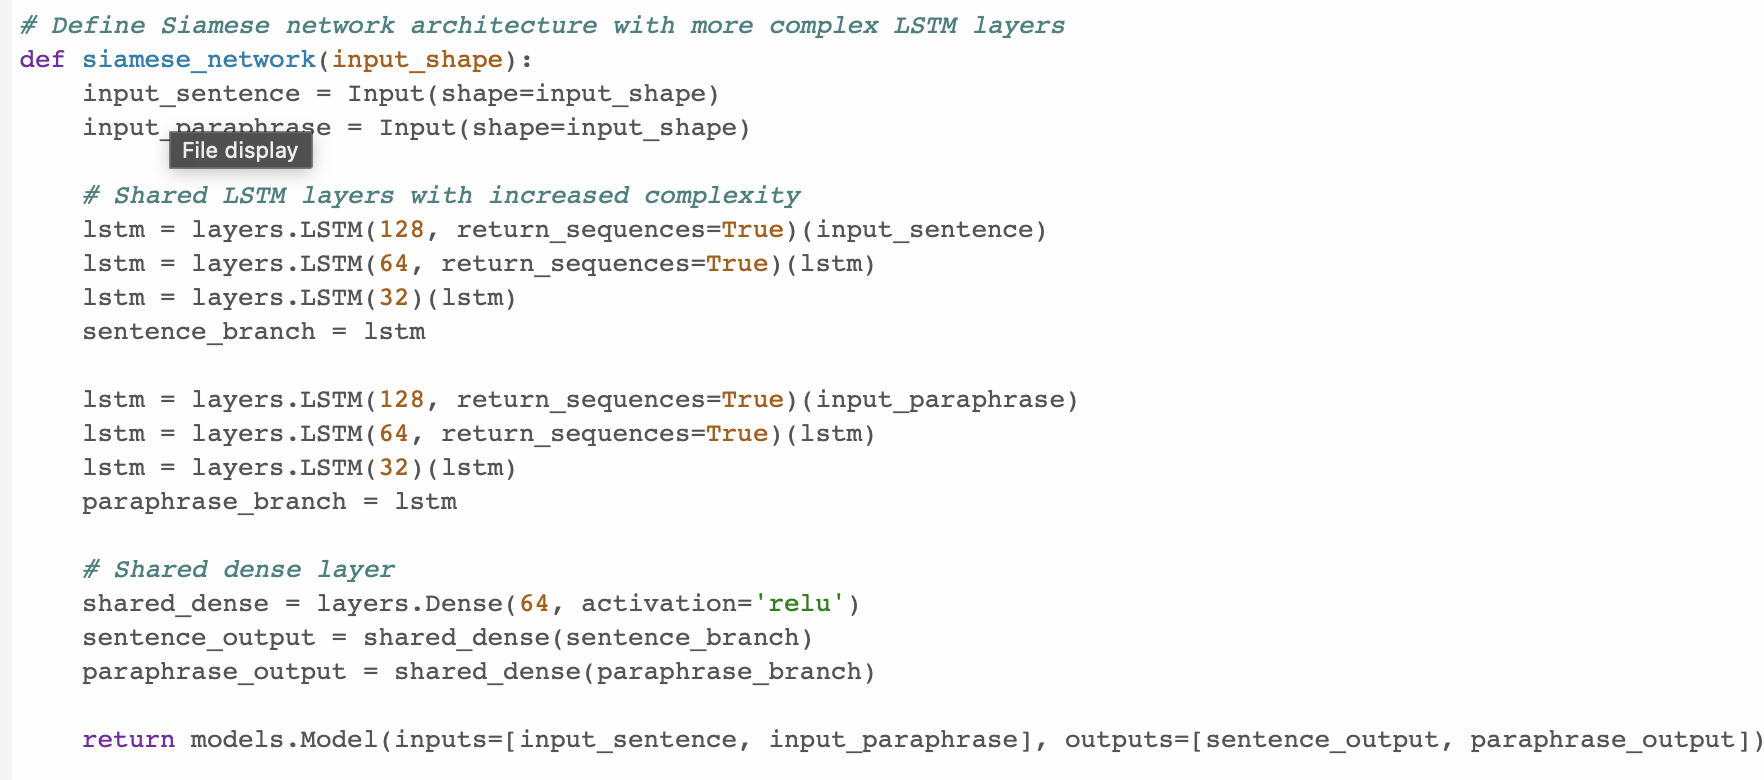 # Define Siamese network architecture with more complex LSTM layers
def siamese_network(input_shape):
    input_sentence = Input(shape=input_shape)
    input_paraphrase = Input(shape=input_shape)
File display
    # Shared LSTM layers with increased complexity
    lstm = layers.LSTM(128, return_sequences=True)(input_sentence)
    lstm = layers.LSTM(64, return_sequences=True)(lstm)
    lstm = layers.LSTM(32)(lstm)
    sentence_branch = lstm
    lstm = layers.LSTM(128, return_sequences=True)(input_paraphrase)
    lstm = layers.LSTM(64, return_sequences=True)(lstm)
    lstm = layers.LSTM(32)(lstm)
    paraphrase_branch = lstm
    # Shared dense layer
    shared_dense = layers.Dense(64, activation='relu')
    sentence_output = shared_dense(sentence_branch)
    paraphrase_output = shared_dense(paraphrase_branch)
    return models.Model(inputs=[input_sentence, input_paraphrase], outputs=[sentence_output, paraphrase_output])